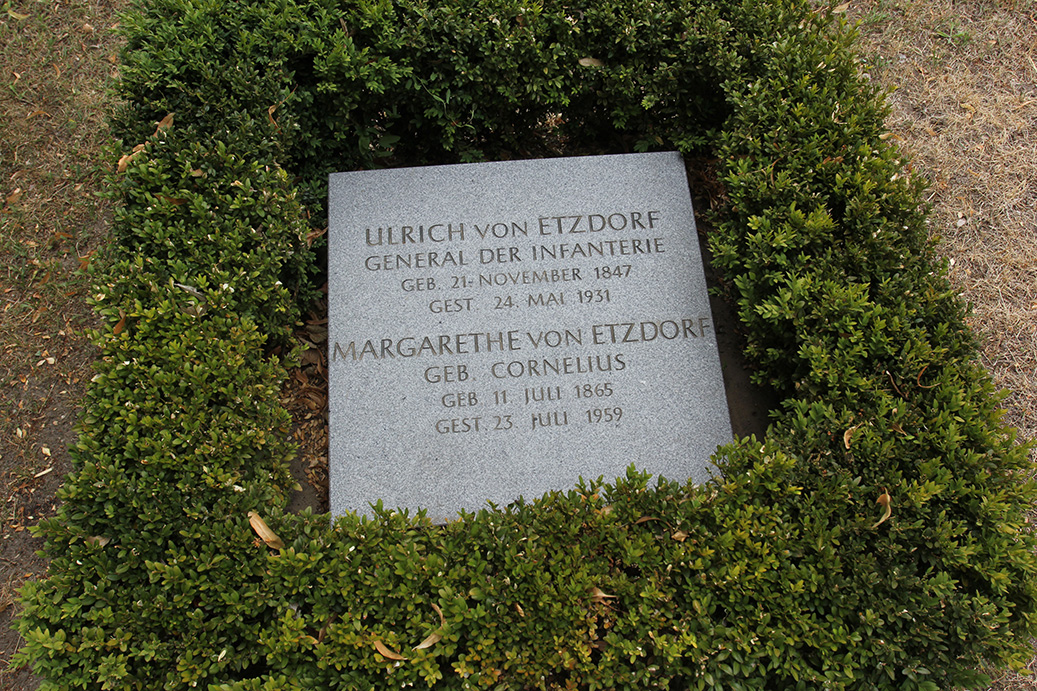 ULRICH VON ETZDORF
GENERAL DER INFANTERIE
GEB. 21. NOVEMBER 1847
GEST. 24. MAI 1931
MARGARETHE VON ETZDORF
GEB. CORNELIUS
GEB 11 JULI 1865
GEST. 23 JULI 1959